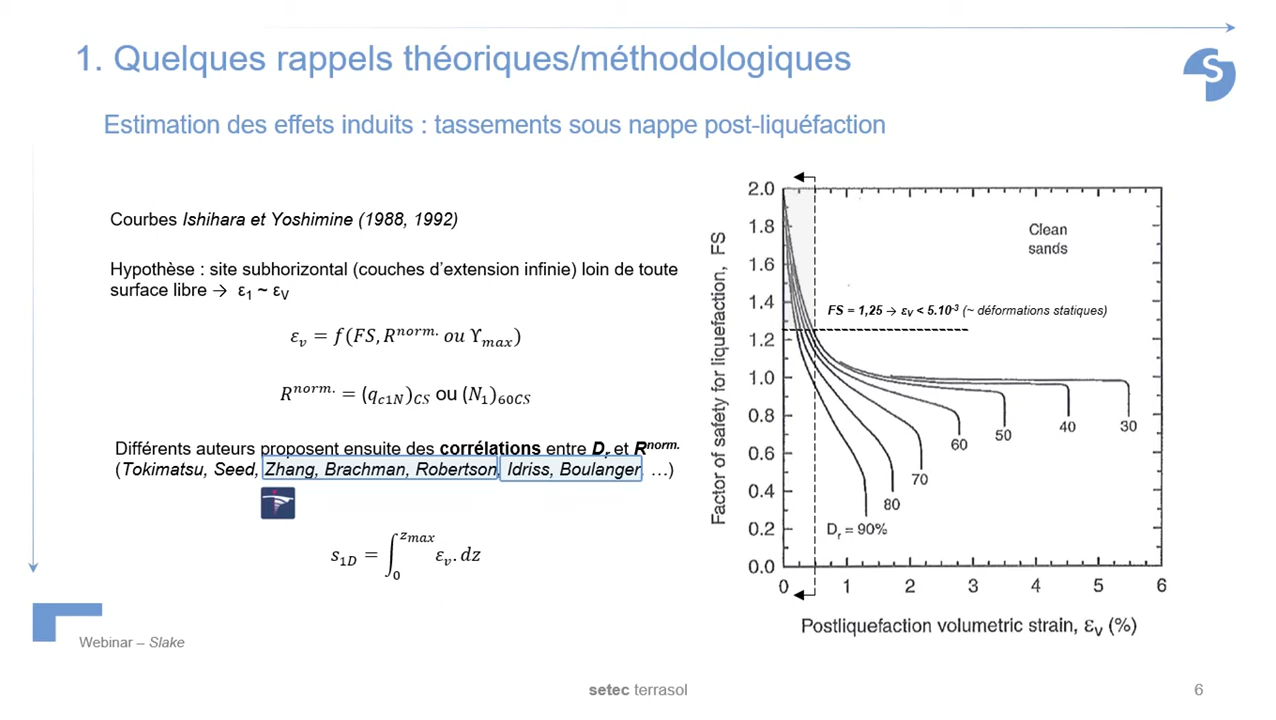 1. Quelques rappels théoriques/méthodologiques
S
Estimation des effets induits : tassements sous nappe post-liquéfaction
Courbes Ishihara et Yoshimine (1988, 1992)
Hypothèse : site subhorizontal (couches d'extension infinie) loin de toute
surface libre → ε1 ~ εV
εv = f(FS, R^norm. ou ϒmax)
R^norm. = (qc1N)CS ou (N1)60CS
Différents auteurs proposent ensuite des corrélations entre Dr et R^norm.
(Tokimatsu, Seed, Zhang, Brachman, Robertson, Idriss, Boulanger …)
s1D = ∫0^zmax εv. dz
Factor of safety for liquefaction, FS
2.0
1.8
1.6
1.4
1.2
1.0
0.8
0.6
0.4
0.2
0.0
Clean
sands
FS = 1,25 → εV < 5.10-3 (~ déformations statiques)
30
40
50
60
70
80
Dr = 90%
0 1 2 3 4 5 6
Postliquefaction volumetric strain, εV (%)
Webinar – Slake
setec terrasol
6